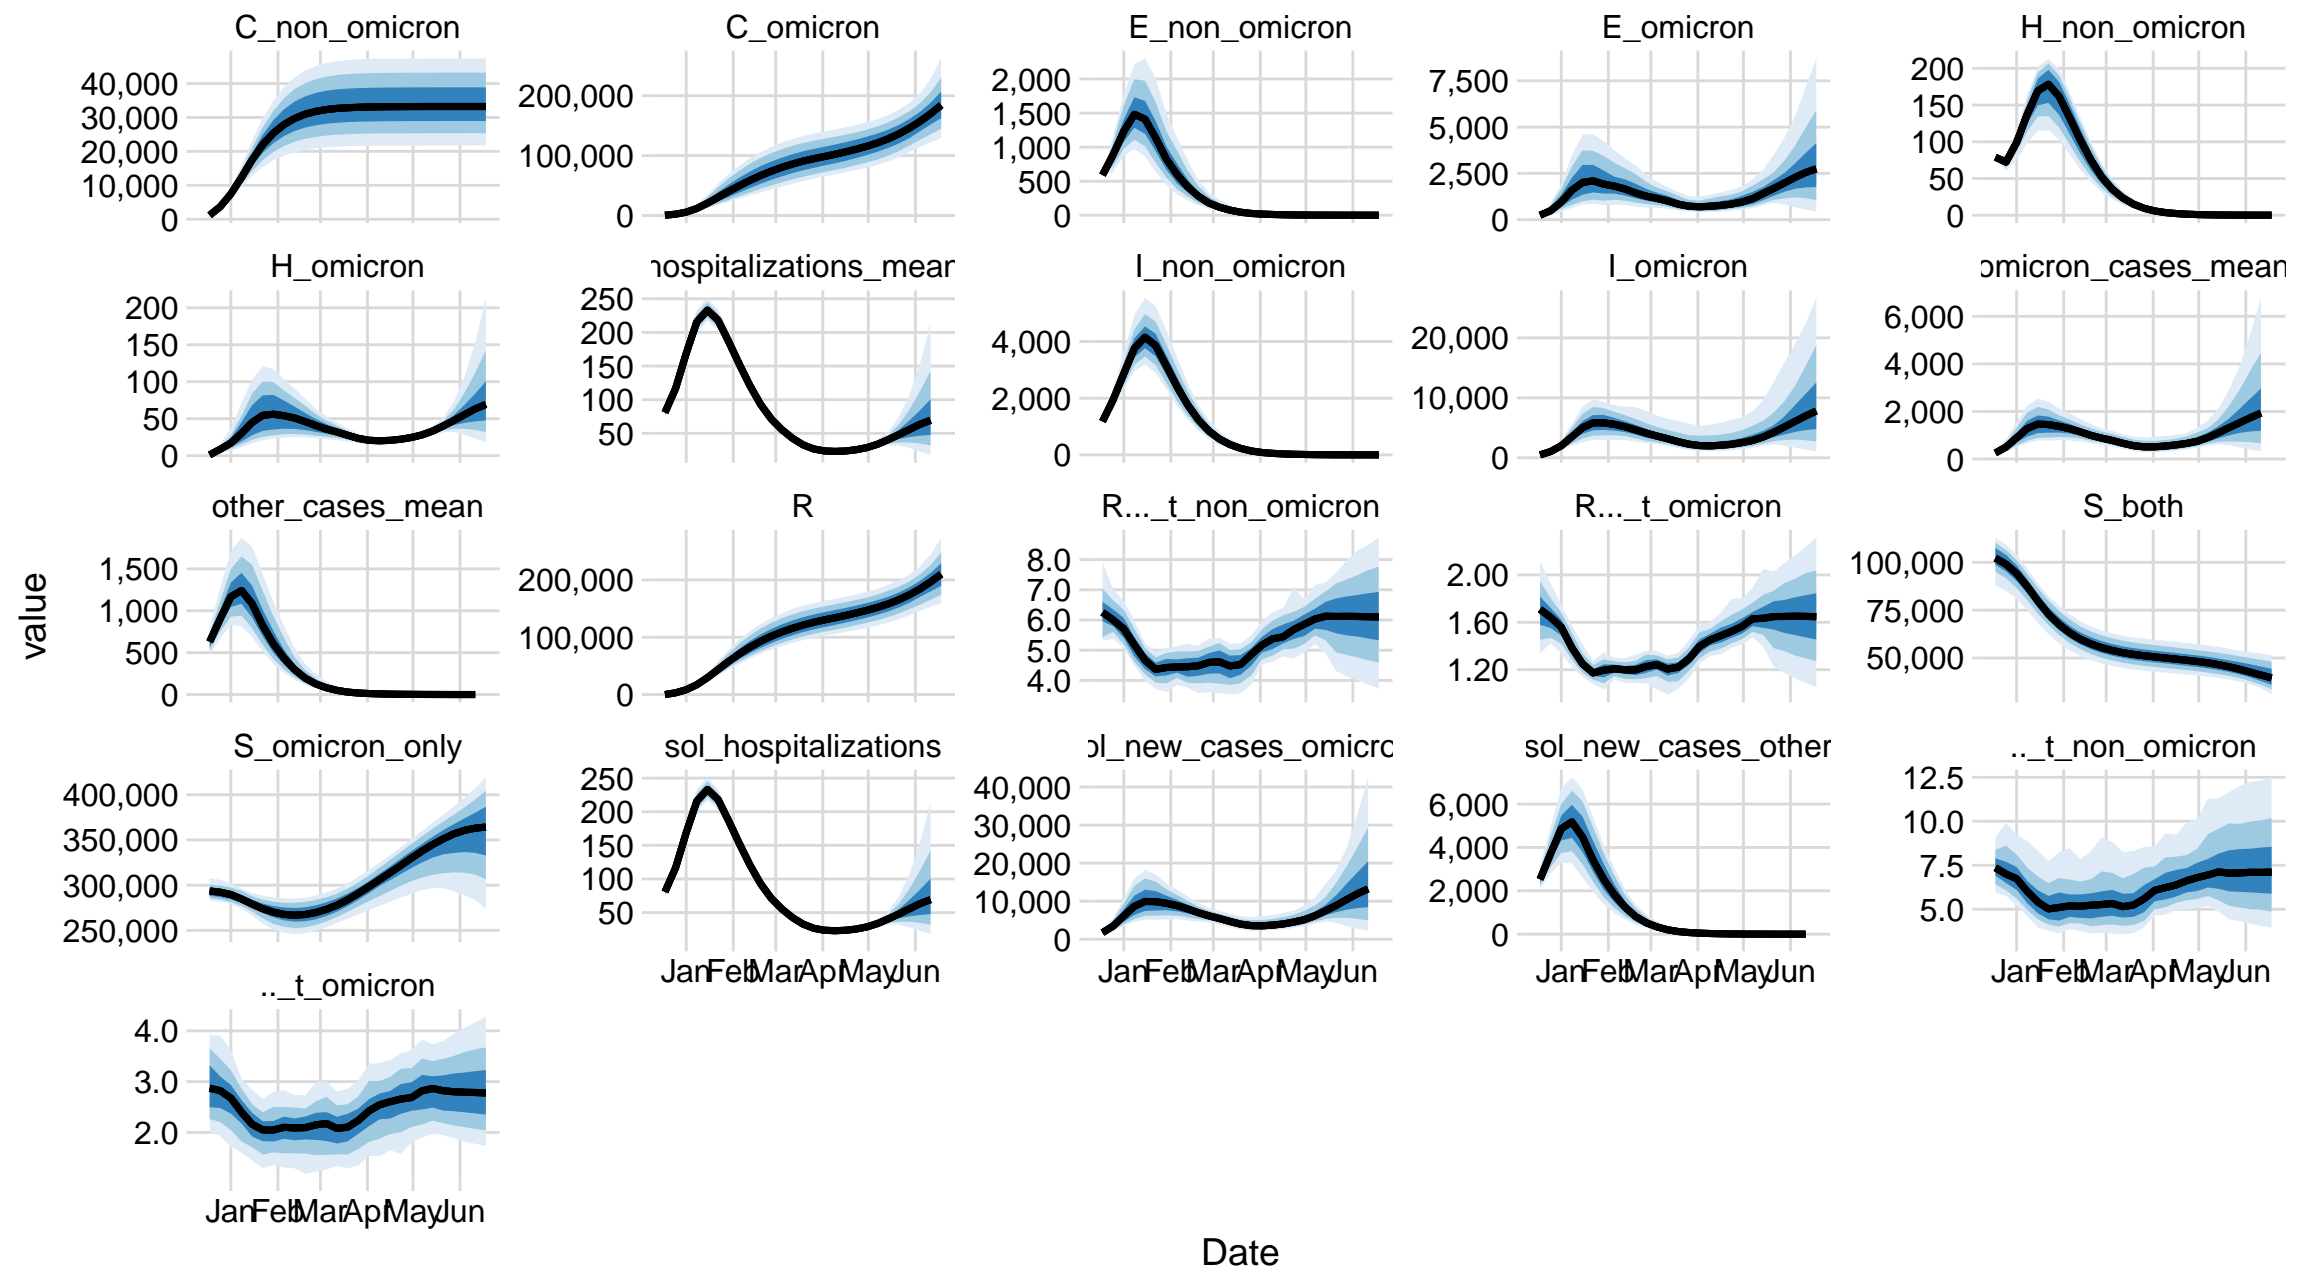 C_non_omicron C_omicron E_non_omicron E_omicron H_non_omicron
40,000 30,000 20,000 10,000 0
200,000 100,000 0
2,000 1,500 1,000 500 0
7,500 5,000 2,500 0
200 150 100 50 0
H_omicron hospitalizations_mean I_non_omicron I_omicron omicron_cases_mean
200 150 100 50 0
250 200 150 100 50
4,000 2,000 0
20,000 10,000 0
6,000 4,000 2,000 0
other_cases_mean R R..._t_non_omicron R..._t_omicron S_both
1,500 1,000 500 0
200,000 100,000 0
8.0 7.0 6.0 5.0 4.0
2.00 1.60 1.20
100,000 75,000 50,000
value
S_omicron_only sol_hospitalizations ol_new_cases_omicro sol_new_cases_other .._t_non_omicron
400,000 350,000 300,000 250,000
250 200 150 100 50
40,000 30,000 20,000 10,000 0
6,000 4,000 2,000 0
12.5 10.0 7.5 5.0
Jan Feb Mar Apr May Jun
Jan Feb Mar Apr May Jun
Jan Feb Mar Apr May Jun
Jan Feb Mar Apr May Jun
.._t_omicron
4.0 3.0 2.0
Jan Feb Mar Apr May Jun
Date